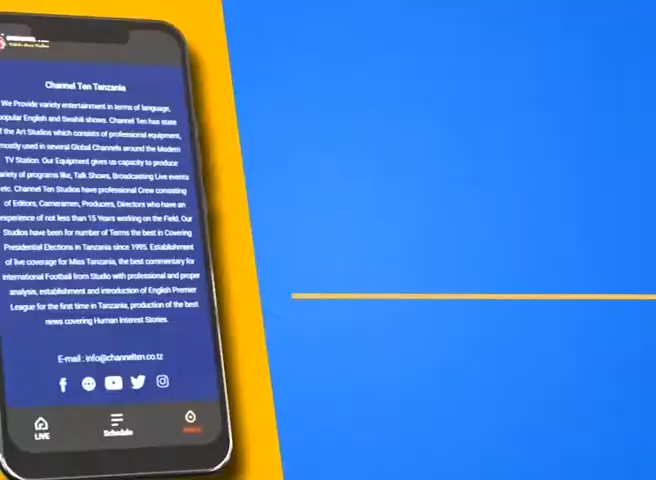 Channel Ten Tanzania
We Provide variety entertainment in terms of language,
popular English and Swahili shows. Channel Ten has state
of the Art Studios which consists of professional equipment,
mostly used in several Global Channels around the Modern
TV Station. Our Equipment gives us capacity to produce
variety of programs like, Talk Shows, Broadcasting Live events
etc. Channel Ten Studios have professional Crew consisting
of Editors, Cameramen, Producers, Directors who have an
experience of not less than 15 Years working on the Field. Our
Studios have been for number of Terms the best in Covering
Presidential Elections in Tanzania since 1995. Establishment
of live coverage for Miss Tanzania, the best commentary for
International Football from Studio with professional and proper
analysis, establishment and introduction of English Premier
League for the first time in Tanzania, production of the best
news covering Human Interest Stories.
E-mail : info@channelten.co.tz
LIVE
Schedule